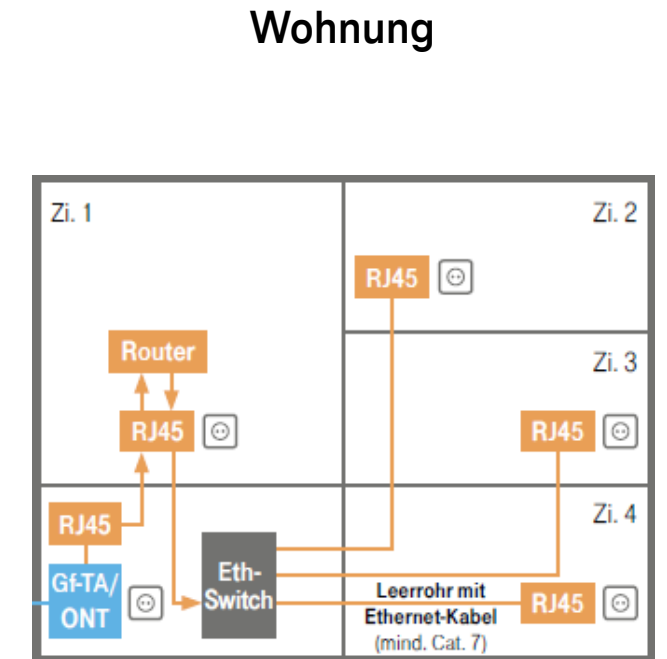 Wohnung
Zi. 1
Zi. 2
RJ45
Router
Zi. 3
RJ45
RJ45
RJ45
Zi. 4
Gf-TA/
ONT
Eth-
Switch
Leerrohr mit
Ethernet-Kabel
(mind. Cat. 7)
RJ45